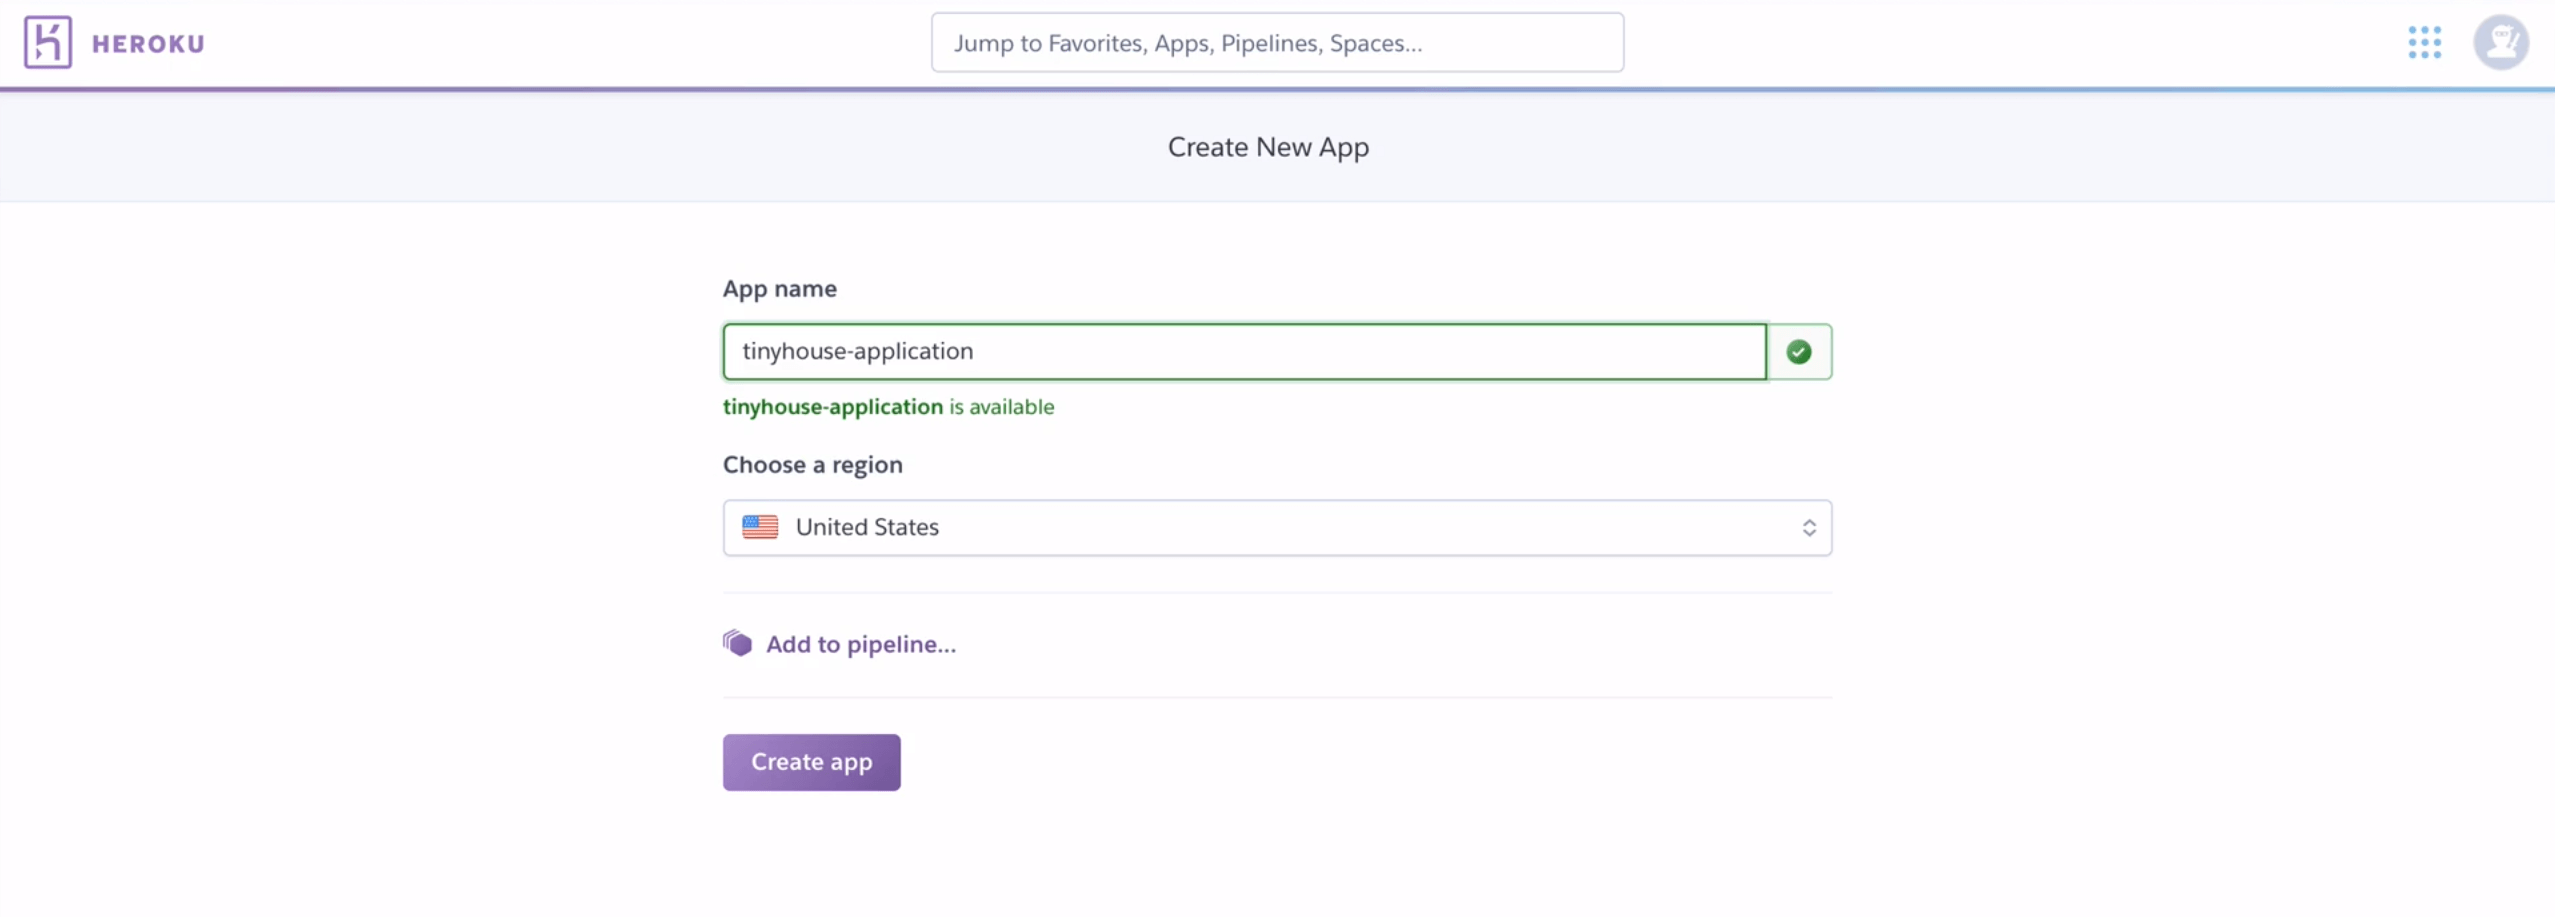 HEROKU
Jump to Favorites, Apps, Pipelines, Spaces...
Create New App
App name
tinyhouse-application
tinyhouse-application is available
Choose a region
United States
Add to pipeline...
Create app